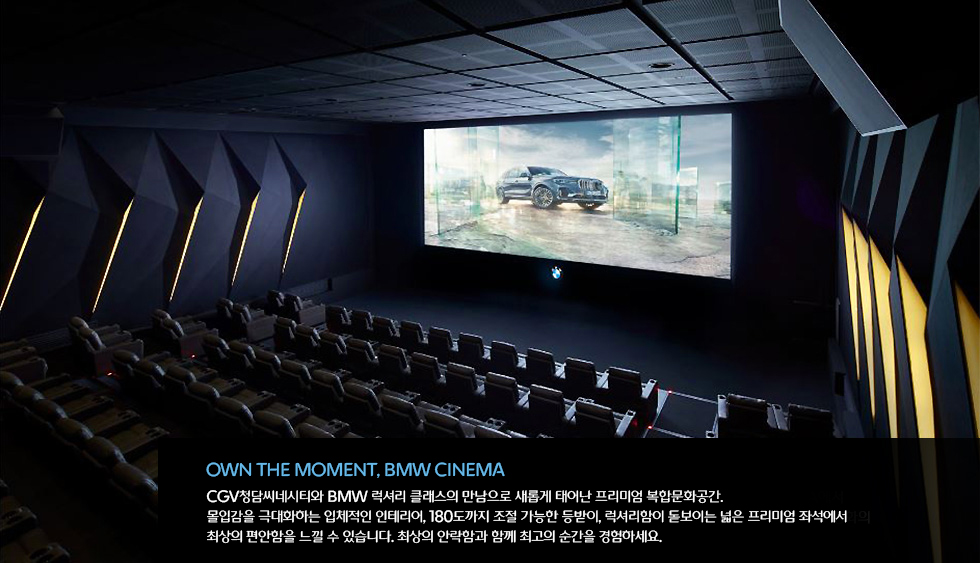 OWN THE MOMENT, BMW CINEMA
CGV청담씨네시티와 BMW 럭셔리 클래스의 만남으로 새롭게 태어난 프리미엄 복합문화공간.
몰입감을 극대화하는 입체적인 인테리어, 180도까지 조절 가능한 등받이, 럭셔리함이 돋보이는 넓은 프리미엄 좌석에서
최상의 편안함을 느낄 수 있습니다. 최상의 안락함과 함께 최고의 순간을 경험하세요.